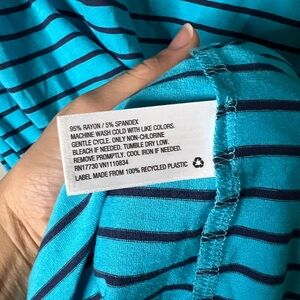 95% RAYON / 5% SPANDEX
MACHINE WASH COLD WITH LIKE COLORS.
GENTLE CYCLE. ONLY NON-CHLORINE
BLEACH IF NEEDED. TUMBLE DRY LOW.
REMOVE PROMPTLY. COOL IRON IF NEEDED.
RN17730 VN1110834
LABEL MADE FROM 100% RECYCLED PLASTIC